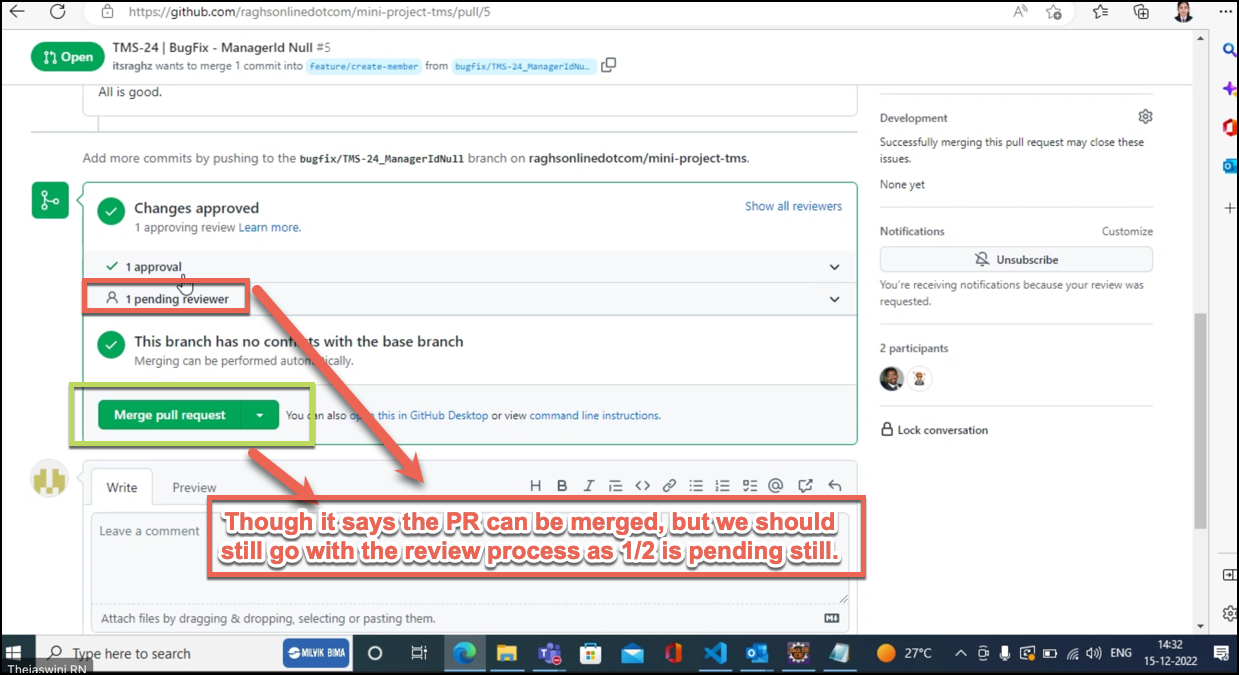 https://github.com/raghsonlinedotcom/mini-project-tms/pull/5
Open
TMS-24 | BugFix - ManagerId Null #5
itsraghz wants to merge 1 commit into feature/create-member from bugfix/TMS-24_ManagerIdNu...
All is good.
Add more commits by pushing to the bugfix/TMS-24_ManagerIdNull branch on raghsonlinedotcom/mini-project-tms.
Changes approved
Show all reviewers
1 approving review Learn more.
1 approval
1 pending reviewer
This branch has no conflicts with the base branch
Merging can be performed automatically.
Merge pull request
You can also open this in GitHub Desktop or view command line instructions.
Write
Preview
H B I
Leave a comment
Though it says the PR can be merged, but we should
still go with the review process as 1/2 is pending still.
Attach files by dragging & dropping, selecting or pasting them.
Development
Successfully merging this pull request may close these
issues.
None yet
Notifications
Customize
Unsubscribe
You're receiving notifications because your review was
requested.
2 participants
Lock conversation
Type here to search
MILVIK BIMA
27°C
ENG
14:32
15-12-2022
Thejaswini RN